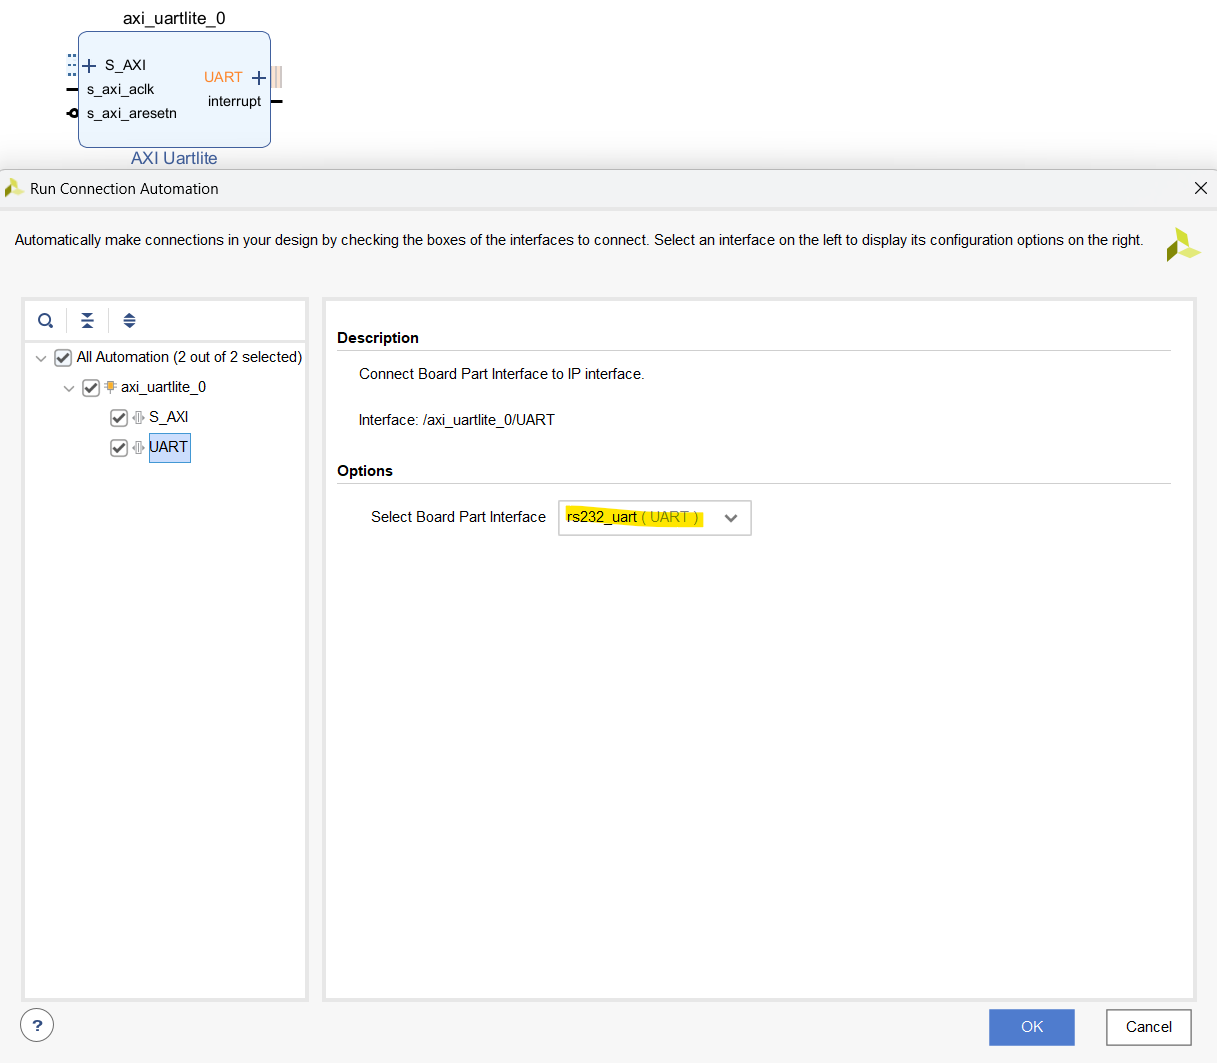 axi_uartlite_0
S_AXI
s_axi_aclk
s_axi_aresetn
UART
interrupt
AXI Uartlite
Run Connection Automation
Automatically make connections in your design by checking the boxes of the interfaces to connect. Select an interface on the left to display its configuration options on the right.
All Automation (2 out of 2 selected)
axi_uartlite_0
S_AXI
UART
Description
Connect Board Part Interface to IP interface.
Interface: /axi_uartlite_0/UART
Options
Select Board Part Interface rs232_uart ( UART )
?
OK Cancel